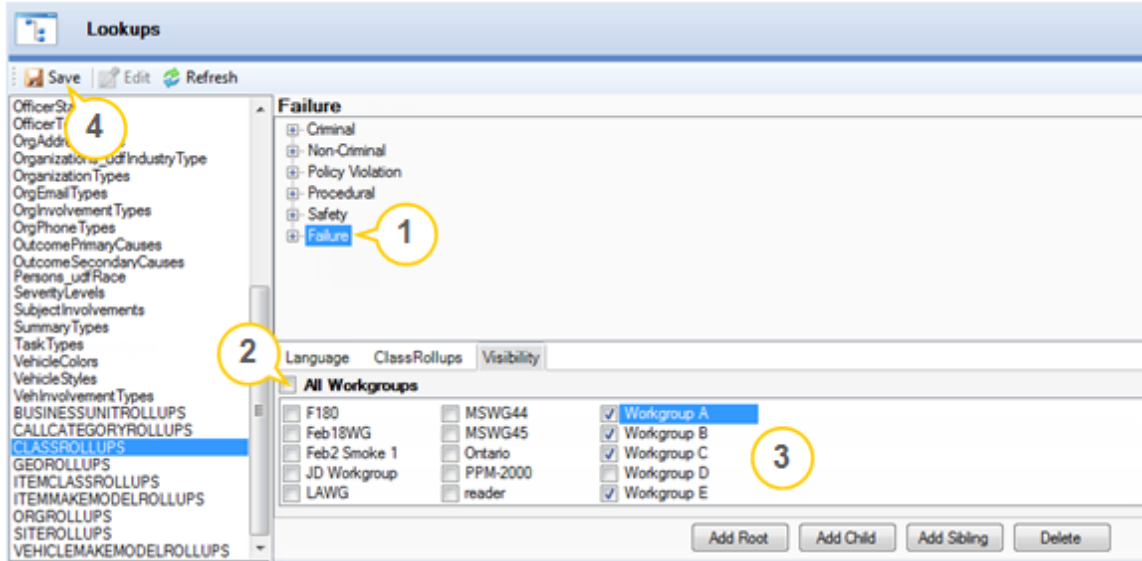 Lookups
Save Edit Refresh
Organizations_udfIndustryType
OrganizationTypes
OrgEmailTypes
OrgInvolvementTypes
OrgPhoneTypes
OutcomePrimaryCauses
OutcomeSecondaryCauses
Persons_udfRace
SeverityLevels
SubjectInvolvements
SummaryTypes
TaskTypes
VehicleColors
VehicleStyles
VehInvolvementTypes
BUSINESSUNITROLLUPS
CALLCATEGORYROLLUPS
CLASSROLLUPS
GEOROLLUPS
ITEMCLASSROLLUPS
ITEMMAKEMODELROLLUPS
ORGROLLUPS
SITEROLLUPS
VEHICLEMAKEMODELROLLUPS
4
Failure
Criminal
Non-Criminal
Policy Violation
Procedural
Safety
Failure
1
2
Language ClassRollups Visibility
All Workgroups
F180 MSWG44 Workgroup A
Feb18WG MSWG45 Workgroup B
Feb2 Smoke 1 Ontario Workgroup C
JD Workgroup PPM-2000 Workgroup D
LAWG reader Workgroup E
3
Add Root Add Child Add Sibling Delete